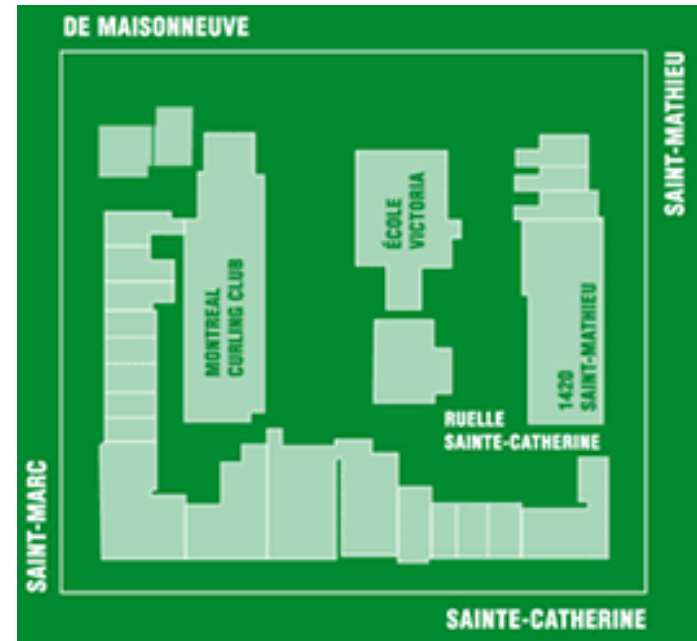 DE MAISONNEUVE
SAINT-MATHIEU
ÉCOLE
VICTORIA
MONTREAL
CURLING CLUB
1420
SAINT-MATHIEU
RUELLE
SAINTE-CATHERINE
SAINT-MARC
SAINTE-CATHERINE